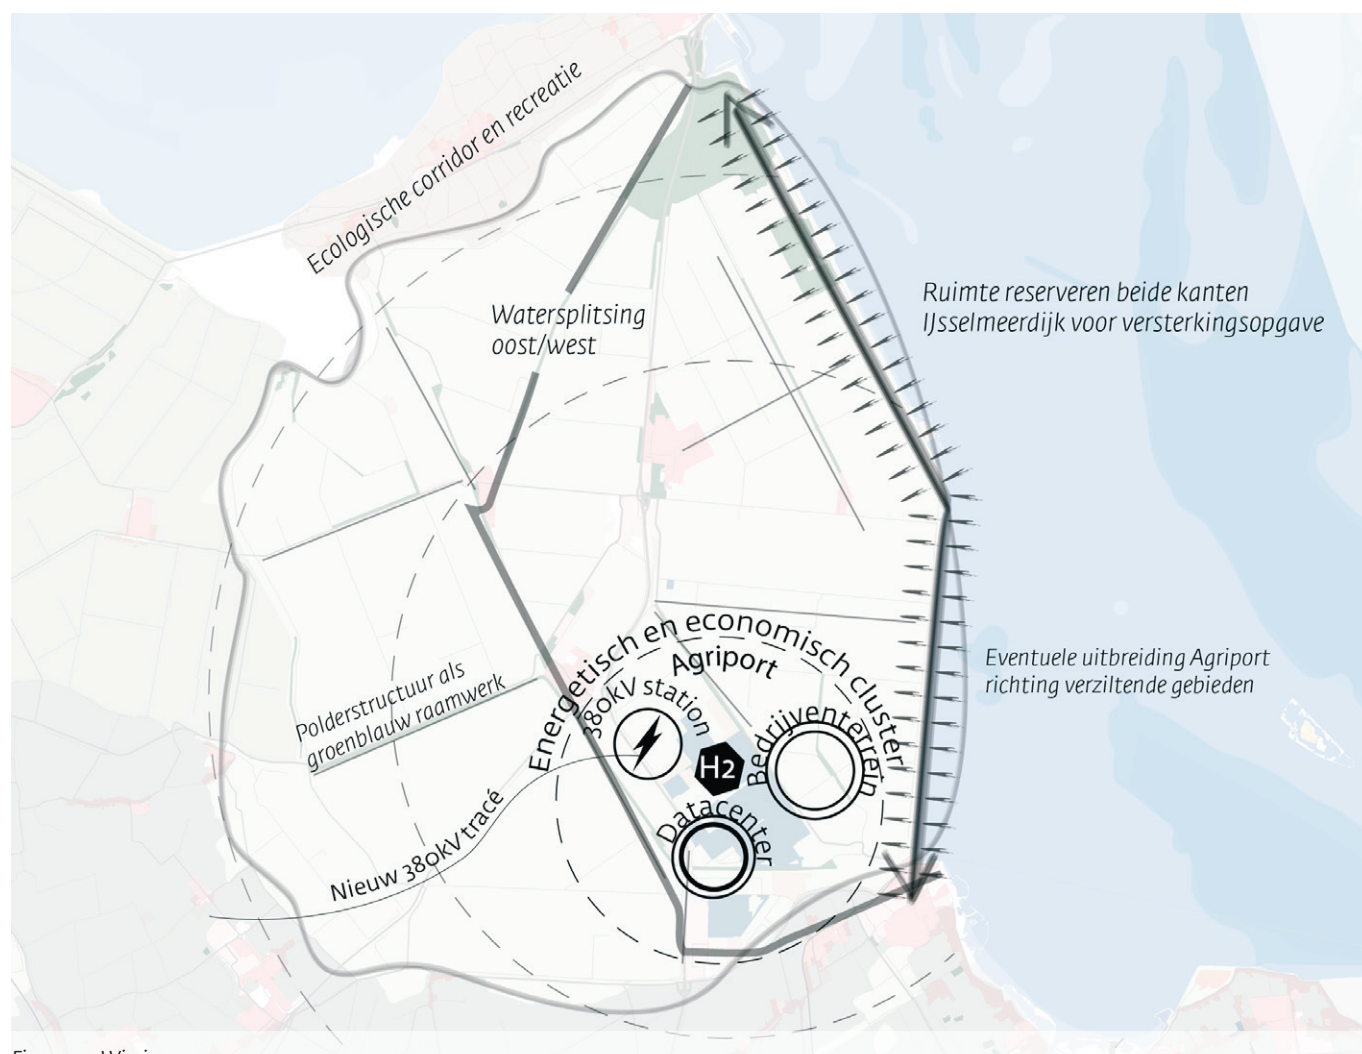 Ecologische corridor en recreatie
Watersplitsing
oost/west
Ruimte reserveren beide kanten
IJsselmeerdijk voor versterkingsopgave
Energetisch en economisch cluster
Agriport
380kV station
Eventuele uitbreiding Agriport
richting verziltende gebieden
Polderstructuur als
groenblauw raamwerk
H2
Bedrijventerrein
Datacenter
Nieuw 380kV tracé